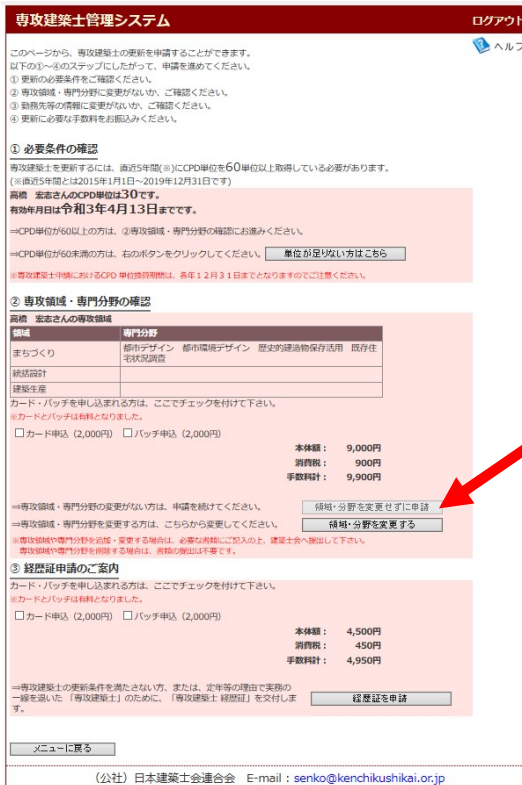 専攻建築士管理システム ログアウト
ヘルプ
このページから、専攻建築士の更新を申請することができます。
以下の①～④のステップにしたがって、申請を進めてください。
① 更新の必要条件をご確認ください。
② 専攻領域・専門分野に変更がないか、ご確認ください。
③ 勤務先等の情報に変更がないか、ご確認ください。
④ 更新に必要な手数料をお振込みください。
① 必要条件の確認
専攻建築士を更新するには、直近5年間(※)にCPD単位を60単位以上取得している必要があります。
(※直近5年間とは2015年1月1日～2019年12月31日です)
高橋 宏志さんのCPD単位は30です。
有効年月日は令和3年4月13日までです。
⇒CPD単位が60以上の方は、②専攻領域・専門分野の確認にお進みください。
⇒CPD単位が60未満の方は、右のボタンをクリックしてください。 単位が足りない方はこちら
※専攻建築士申請におけるCPD 単位換算期間は、各年12月31日までとなりますのでご注意ください。
② 専攻領域・専門分野の確認
高橋 宏志さんの専攻領域
領域 専門分野
まちづくり 都市デザイン 都市環境デザイン 歴史的建造物保存活用 既存住
宅状況調査
統括設計
建築生産
カード・バッチを申し込まれる方は、ここでチェックを付けて下さい。
※カードとバッチは有料となりました。
カード申込（2,000円） バッチ申込（2,000円）
本体額： 9,000円
消費税： 900円
手数料計： 9,900円
⇒専攻領域・専門分野の変更がない方は、申請を続けてください。 領域・分野を変更せずに申請
⇒専攻領域・専門分野を変更する方は、こちらから変更してください。 領域・分野を変更する
※専攻領域や専門分野を追加・変更する場合は、必要な書類にご記入の上、建築士会へ提出して下さい。
専攻領域や専門分野を削除する場合は、書類の提出は不要です。
③ 経歴証申請のご案内
カード・バッチを申し込まれる方は、ここでチェックを付けて下さい。
※カードとバッチは有料となりました。
カード申込（2,000円） バッチ申込（2,000円）
本体額： 4,500円
消費税： 450円
手数料計： 4,950円
⇒専攻建築士の更新条件を満たさない方、または、定年等の理由で実務の
一線を退いた 「専攻建築士」のために、「専攻建築士 経歴証」を交付しま
す。
経歴証を申請
メニューに戻る
（公社）日本建築士会連合会 E-mail：senko@kenchikushikai.or.jp